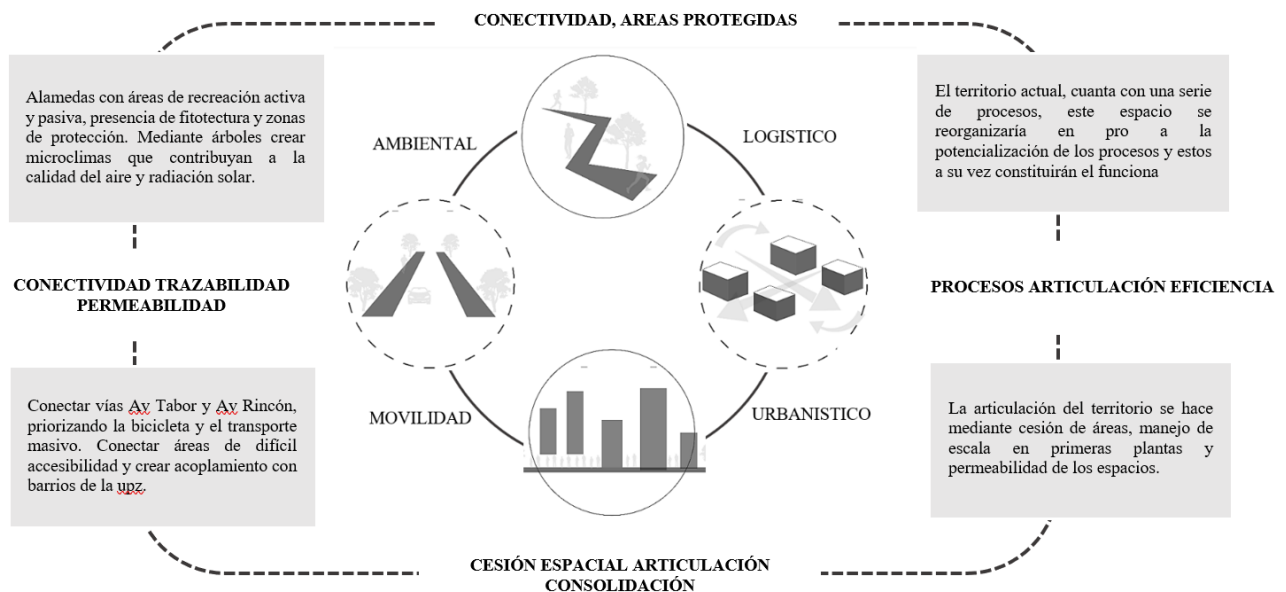 CONECTIVIDAD, AREAS PROTEGIDAS
Alamedas con áreas de recreación activa
y pasiva, presencia de fitotectura y zonas
de protección. Mediante árboles crear
microclimas que contribuyan a la
calidad del aire y radiación solar.
AMBIENTAL
LOGISTICO
El territorio actual, cuanta con una serie
de procesos, este espacio se
reorganizaría en pro a la
potencialización de los procesos y estos
a su vez constituirán el funciona
CONECTIVIDAD TRAZABILIDAD
PERMEABILIDAD
PROCESOS ARTICULACIÓN EFICIENCIA
Conectar vías Av Tabor y Av Rincón,
priorizando la bicicleta y el transporte
masivo. Conectar áreas de difícil
accesibilidad y crear acoplamiento con
barrios de la upz.
MOVILIDAD
URBANISTICO
La articulación del territorio se hace
mediante cesión de áreas, manejo de
escala en primeras plantas y
permeabilidad de los espacios.
CESIÓN ESPACIAL ARTICULACIÓN
CONSOLIDACIÓN